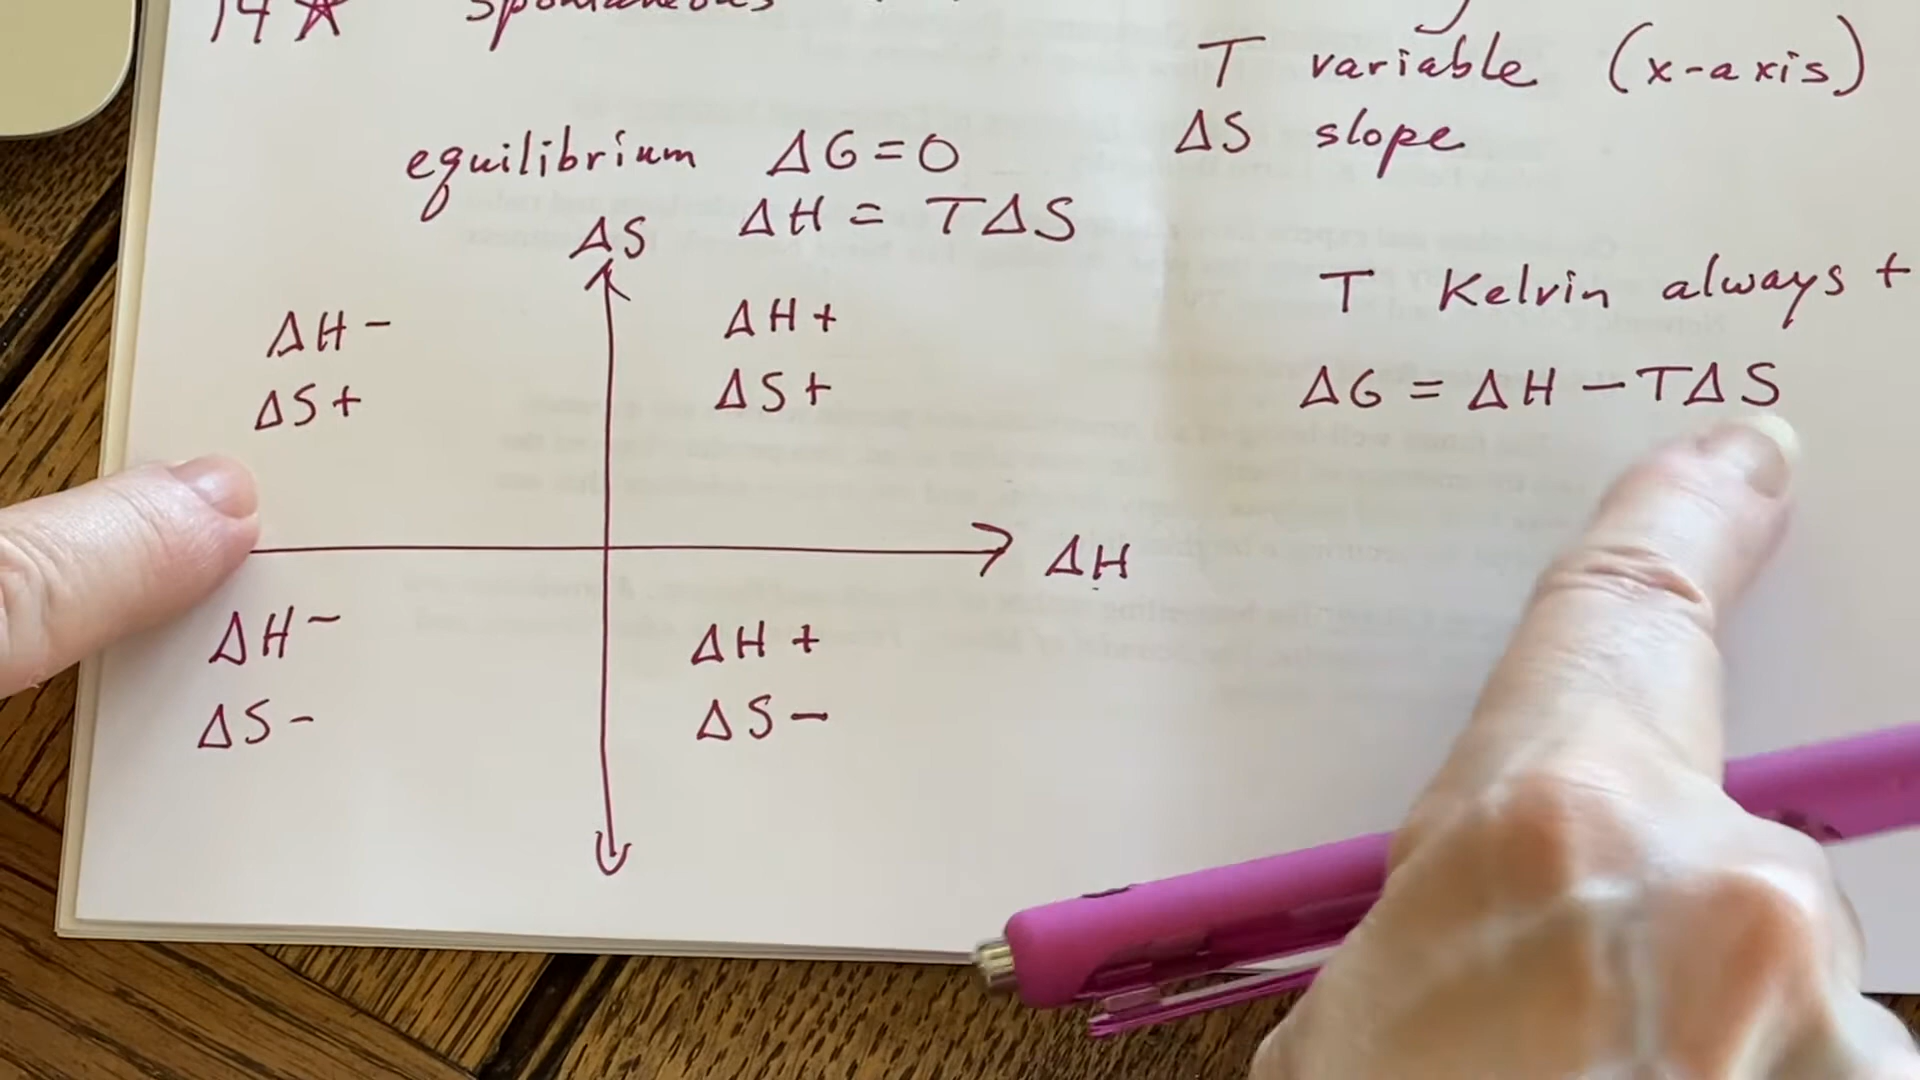 14☆ Spontaneous
T variable (x-axis)
ΔS slope
equilibrium ΔG=0
ΔH = TΔS
ΔS
T Kelvin always +
ΔG = ΔH - TΔS
ΔH -
ΔS +
ΔH +
ΔS +
ΔH
ΔH -
ΔS -
ΔH +
ΔS -